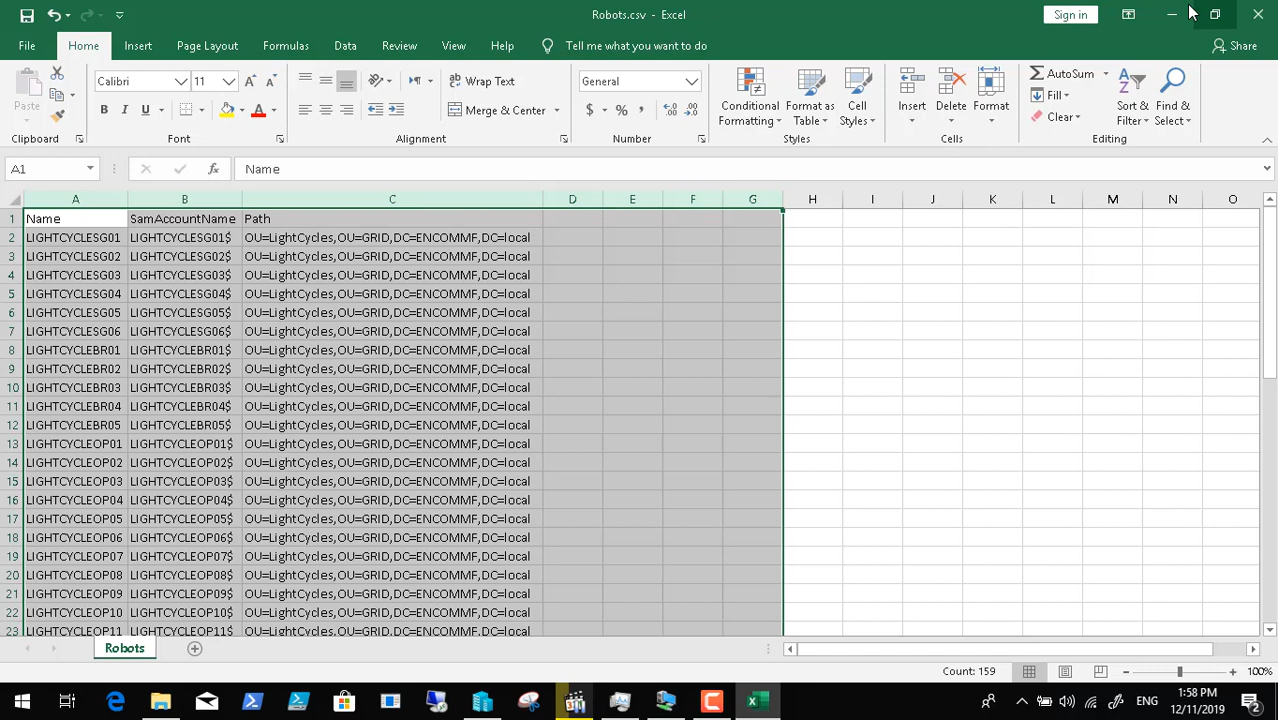 Robots.csv - Excel
Sign in
File Home Insert Page Layout Formulas Data Review View Help Tell me what you want to do Share
Paste
Calibri 11 A A
B I U A
Wrap Text
Merge & Center
General
$ % ,
Conditional Formatting
Format as Table
Cell Styles
Insert
Delete
Format
AutoSum
Fill
Clear
Sort & Filter
Find & Select
Clipboard Font Alignment Number Styles Cells Editing
A1 fx Name
A B C D E F G H I J K L M N O
1 Name SamAccountName Path
2 LIGHTCYCLESG01 LIGHTCYCLESG01$ OU=LightCycles,OU=GRID,DC=ENCOMMF,DC=local
3 LIGHTCYCLESG02 LIGHTCYCLESG02$ OU=LightCycles,OU=GRID,DC=ENCOMMF,DC=local
4 LIGHTCYCLESG03 LIGHTCYCLESG03$ OU=LightCycles,OU=GRID,DC=ENCOMMF,DC=local
5 LIGHTCYCLESG04 LIGHTCYCLESG04$ OU=LightCycles,OU=GRID,DC=ENCOMMF,DC=local
6 LIGHTCYCLESG05 LIGHTCYCLESG05$ OU=LightCycles,OU=GRID,DC=ENCOMMF,DC=local
7 LIGHTCYCLESG06 LIGHTCYCLESG06$ OU=LightCycles,OU=GRID,DC=ENCOMMF,DC=local
8 LIGHTCYCLEBR01 LIGHTCYCLEBR01$ OU=LightCycles,OU=GRID,DC=ENCOMMF,DC=local
9 LIGHTCYCLEBR02 LIGHTCYCLEBR02$ OU=LightCycles,OU=GRID,DC=ENCOMMF,DC=local
10 LIGHTCYCLEBR03 LIGHTCYCLEBR03$ OU=LightCycles,OU=GRID,DC=ENCOMMF,DC=local
11 LIGHTCYCLEBR04 LIGHTCYCLEBR04$ OU=LightCycles,OU=GRID,DC=ENCOMMF,DC=local
12 LIGHTCYCLEBR05 LIGHTCYCLEBR05$ OU=LightCycles,OU=GRID,DC=ENCOMMF,DC=local
13 LIGHTCYCLEOP01 LIGHTCYCLEOP01$ OU=LightCycles,OU=GRID,DC=ENCOMMF,DC=local
14 LIGHTCYCLEOP02 LIGHTCYCLEOP02$ OU=LightCycles,OU=GRID,DC=ENCOMMF,DC=local
15 LIGHTCYCLEOP03 LIGHTCYCLEOP03$ OU=LightCycles,OU=GRID,DC=ENCOMMF,DC=local
16 LIGHTCYCLEOP04 LIGHTCYCLEOP04$ OU=LightCycles,OU=GRID,DC=ENCOMMF,DC=local
17 LIGHTCYCLEOP05 LIGHTCYCLEOP05$ OU=LightCycles,OU=GRID,DC=ENCOMMF,DC=local
18 LIGHTCYCLEOP06 LIGHTCYCLEOP06$ OU=LightCycles,OU=GRID,DC=ENCOMMF,DC=local
19 LIGHTCYCLEOP07 LIGHTCYCLEOP07$ OU=LightCycles,OU=GRID,DC=ENCOMMF,DC=local
20 LIGHTCYCLEOP08 LIGHTCYCLEOP08$ OU=LightCycles,OU=GRID,DC=ENCOMMF,DC=local
21 LIGHTCYCLEOP09 LIGHTCYCLEOP09$ OU=LightCycles,OU=GRID,DC=ENCOMMF,DC=local
22 LIGHTCYCLEOP10 LIGHTCYCLEOP10$ OU=LightCycles,OU=GRID,DC=ENCOMMF,DC=local
23 LIGHTCYCLEOP11 LIGHTCYCLEOP11$ OU=LightCycles,OU=GRID,DC=ENCOMMF,DC=local
Robots
Count: 159 100%
ENG 1:58 PM
12/11/2019 2